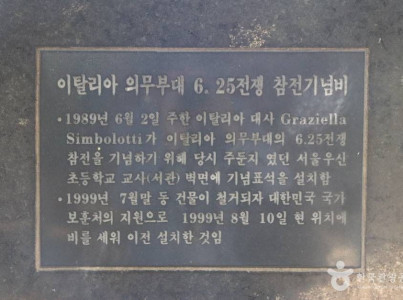 이탈리아 의무부대 6. 25전쟁 참전기념비
•1989년 6월 2일 주한 이탈리아 대사 Graziella
Simbolotti가 이탈리아 의무부대의 6.25전쟁
참전을 기념하기 위해 당시 주둔지 였던 서울우신
초등학교 교사(서관) 벽면에 기념표석을 설치함
•1999년 7월말 동 건물이 철거되자 대한민국 국가
보훈처의 지원으로 1999년 8월 10일 현 위치에
비를 세워 이전 설치한 것임